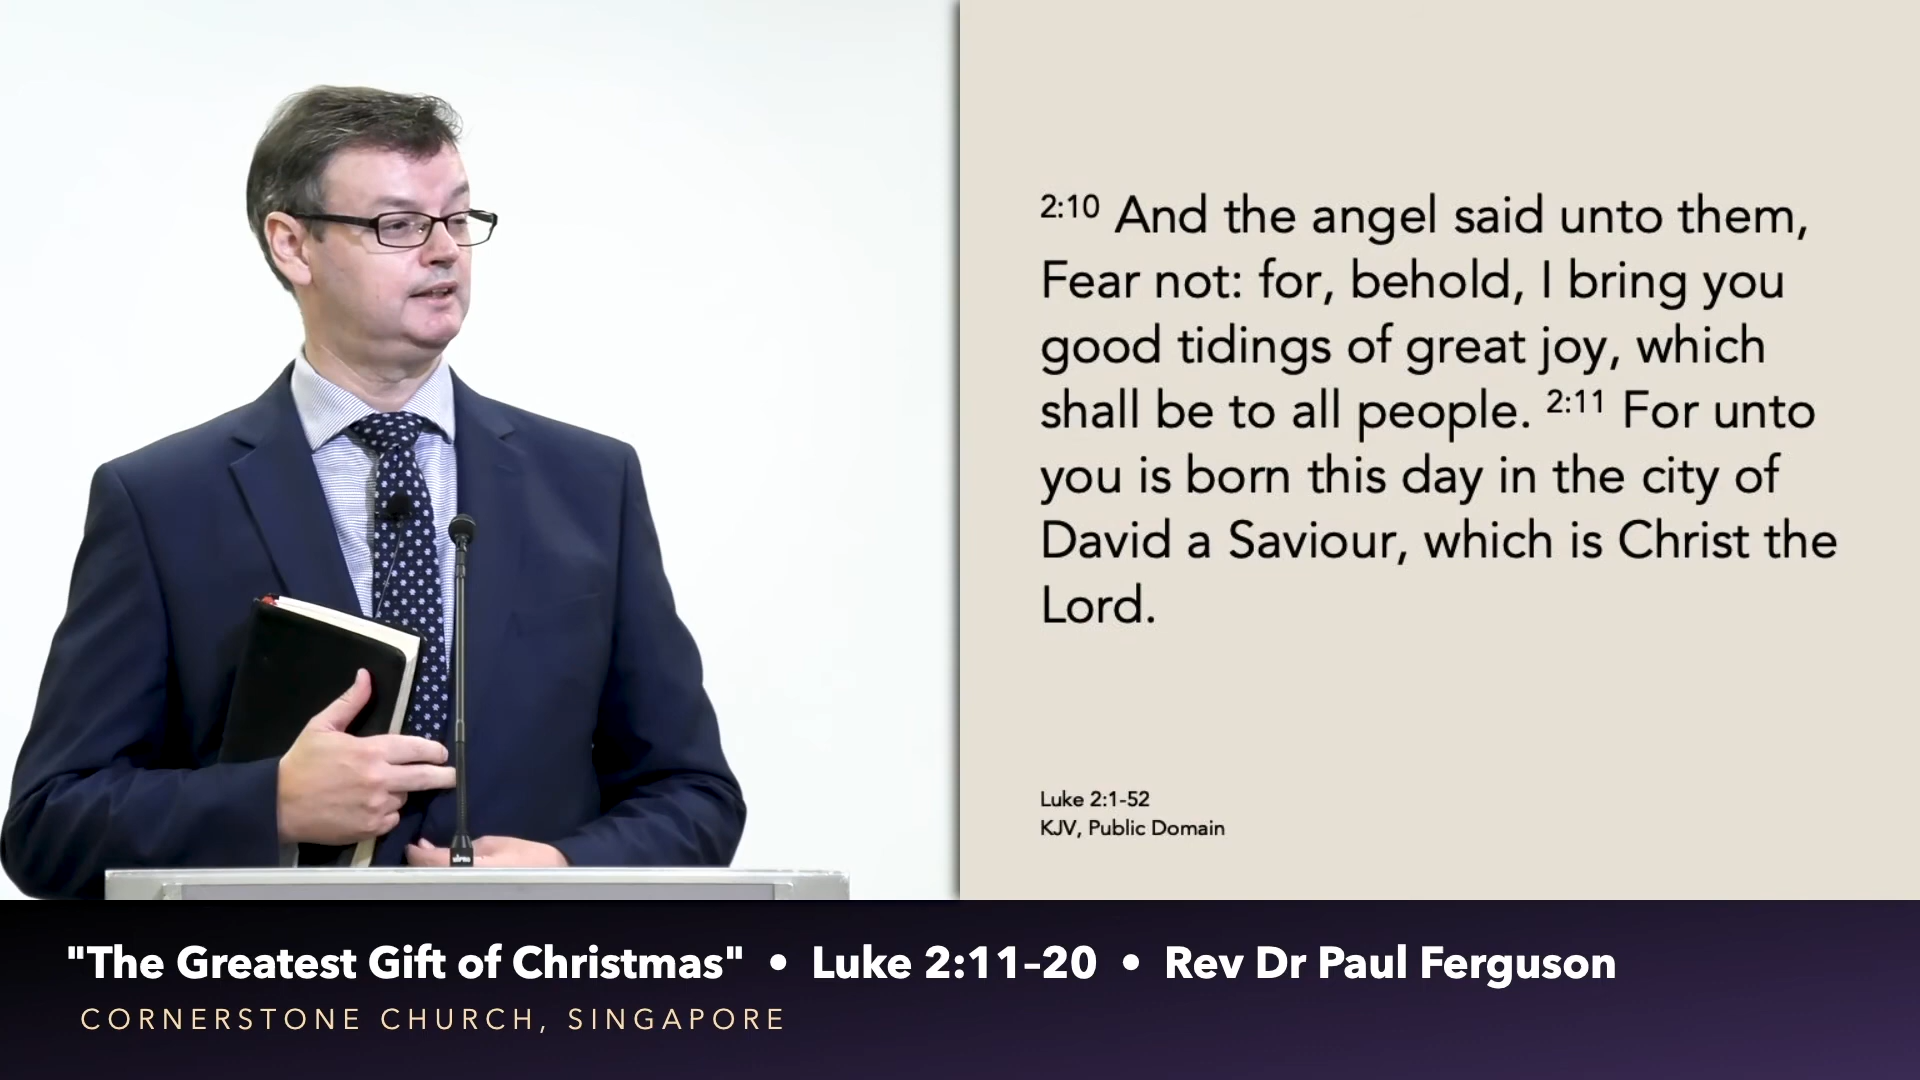 2:10 And the angel said unto them,
Fear not: for, behold, I bring you
good tidings of great joy, which
shall be to all people. 2:11 For unto
you is born this day in the city of
David a Saviour, which is Christ the
Lord.
Luke 2:1-52
KJV, Public Domain
"The Greatest Gift of Christmas" • Luke 2:11–20 • Rev Dr Paul Ferguson
CORNERSTONE CHURCH, SINGAPORE